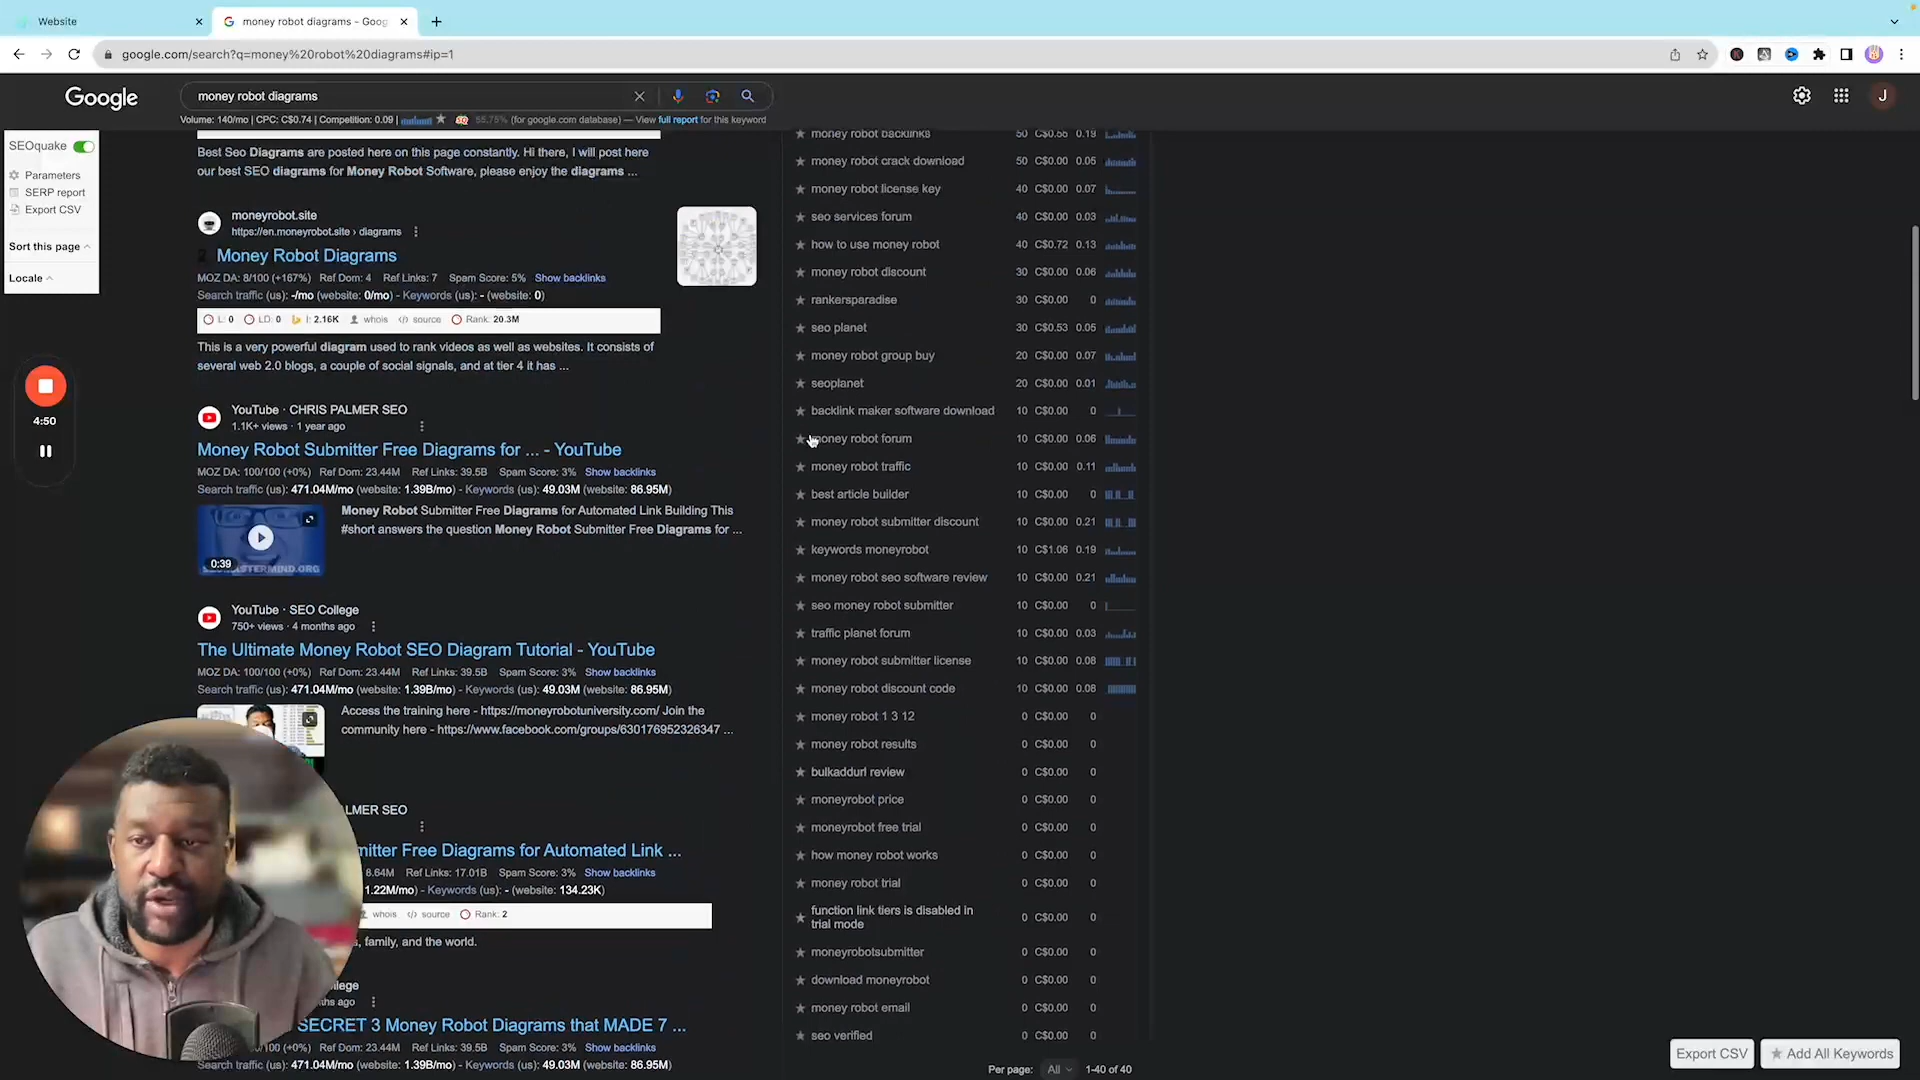 Website
money robot diagrams - Goog
google.com/search?q=money%20robot%20diagrams#ip=1
Google
money robot diagrams
J
Volume: 140/mo | CPC: C$0.74 | Competition: 0.09 |
55.75% (for google.com database) — View full report for this keyword
SEOquake
Parameters
SERP report
Export CSV
Sort this page
Locale
4:50
Best Seo Diagrams are posted here on this page constantly. Hi there, I will post here
our best SEO diagrams for Money Robot Software, please enjoy the diagrams ...
moneyrobot.site
https://en.moneyrobot.site › diagrams
2 Money Robot Diagrams
MOZ DA: 8/100 (+167%) Ref Dom: 4 Ref Links: 7 Spam Score: 5% Show backlinks
Search traffic (us): -/mo (website: 0/mo) - Keywords (us): - (website: 0)
L: 0 LD: 0 I: 2.16K whois source Rank: 20.3M
This is a very powerful diagram used to rank videos as well as websites. It consists of
several web 2.0 blogs, a couple of social signals, and at tier 4 it has ...
YouTube · CHRIS PALMER SEO
1.1K+ views · 1 year ago
Money Robot Submitter Free Diagrams for ... - YouTube
MOZ DA: 100/100 (+0%) Ref Dom: 23.44M Ref Links: 39.5B Spam Score: 3% Show backlinks
Search traffic (us): 471.04M/mo (website: 1.39B/mo) - Keywords (us): 49.03M (website: 86.95M)
Money Robot Submitter Free Diagrams for Automated Link Building This
#short answers the question Money Robot Submitter Free Diagrams for ...
0:39
YouTube · SEO College
750+ views · 4 months ago
The Ultimate Money Robot SEO Diagram Tutorial - YouTube
MOZ DA: 100/100 (+0%) Ref Dom: 23.44M Ref Links: 39.5B Spam Score: 3% Show backlinks
Search traffic (us): 471.04M/mo (website: 1.39B/mo) - Keywords (us): 49.03M (website: 86.95M)
Access the training here - https://moneyrobotuniversity.com/ Join the
community here - https://www.facebook.com/groups/630176952326347 ...
LMER SEO
mitter Free Diagrams for Automated Link ...
8.64M Ref Links: 17.01B Spam Score: 3% Show backlinks
1.22M/mo) - Keywords (us): - (website: 134.23K)
whois source Rank: 2
, family, and the world.
lege
ths ago
SECRET 3 Money Robot Diagrams that MADE 7 ...
/100 (+0%) Ref Dom: 23.44M Ref Links: 39.5B Spam Score: 3% Show backlinks
Search traffic (us): 471.04M/mo (website: 1.39B/mo) - Keywords (us): 49.03M (website: 86.95M)
money robot backlinks 50 C$0.55 0.19
money robot crack download 50 C$0.00 0.05
money robot license key 40 C$0.00 0.07
seo services forum 40 C$0.00 0.03
how to use money robot 40 C$0.72 0.13
money robot discount 30 C$0.00 0.06
rankersparadise 30 C$0.00 0
seo planet 30 C$0.53 0.05
money robot group buy 20 C$0.00 0.07
seoplanet 20 C$0.00 0.01
backlink maker software download 10 C$0.00 0
money robot forum 10 C$0.00 0.06
money robot traffic 10 C$0.00 0.11
best article builder 10 C$0.00 0
money robot submitter discount 10 C$0.00 0.21
keywords moneyrobot 10 C$1.06 0.19
money robot seo software review 10 C$0.00 0.21
seo money robot submitter 10 C$0.00 0
traffic planet forum 10 C$0.00 0.03
money robot submitter license 10 C$0.00 0.08
money robot discount code 10 C$0.00 0.08
money robot 1 3 12 0 C$0.00 0
money robot results 0 C$0.00 0
bulkaddurl review 0 C$0.00 0
moneyrobot price 0 C$0.00 0
moneyrobot free trial 0 C$0.00 0
how money robot works 0 C$0.00 0
money robot trial 0 C$0.00 0
function link tiers is disabled in
trial mode 0 C$0.00 0
moneyrobotsubmitter 0 C$0.00 0
download moneyrobot 0 C$0.00 0
money robot email 0 C$0.00 0
seo verified 0 C$0.00 0
Per page: All 1-40 of 40
Export CSV
Add All Keywords